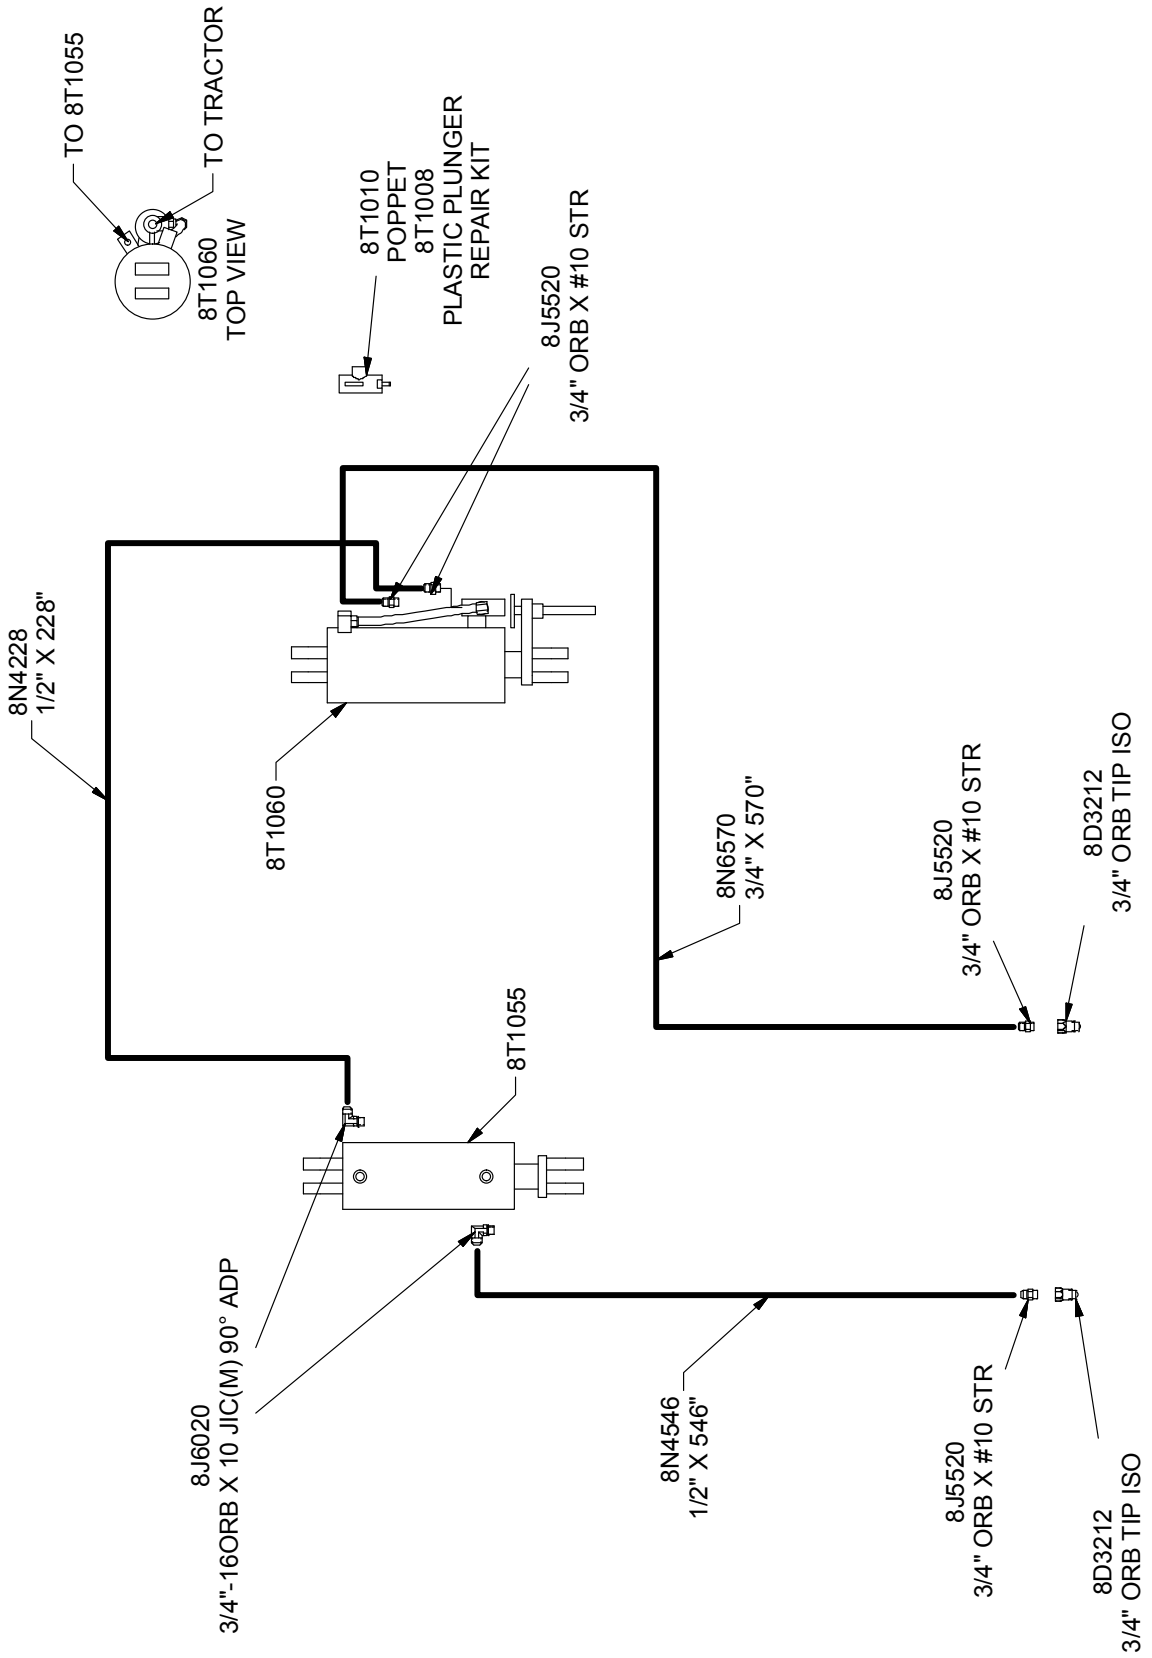 8J6020
3/4"-16ORB X 10 JIC(M) 90° ADP
8N4228
1/2" X 228"
TO 8T1055
TO TRACTOR
8T1060
TOP VIEW
8T1010
POPPET
8T1008
PLASTIC PLUNGER
REPAIR KIT
8J5520
3/4" ORB X #10 STR
8T1060
8T1055
8N4546
1/2" X 546"
8N6570
3/4" X 570"
8J5520
3/4" ORB X #10 STR
8D3212
3/4" ORB TIP ISO
8J5520
3/4" ORB X #10 STR
8D3212
3/4" ORB TIP ISO